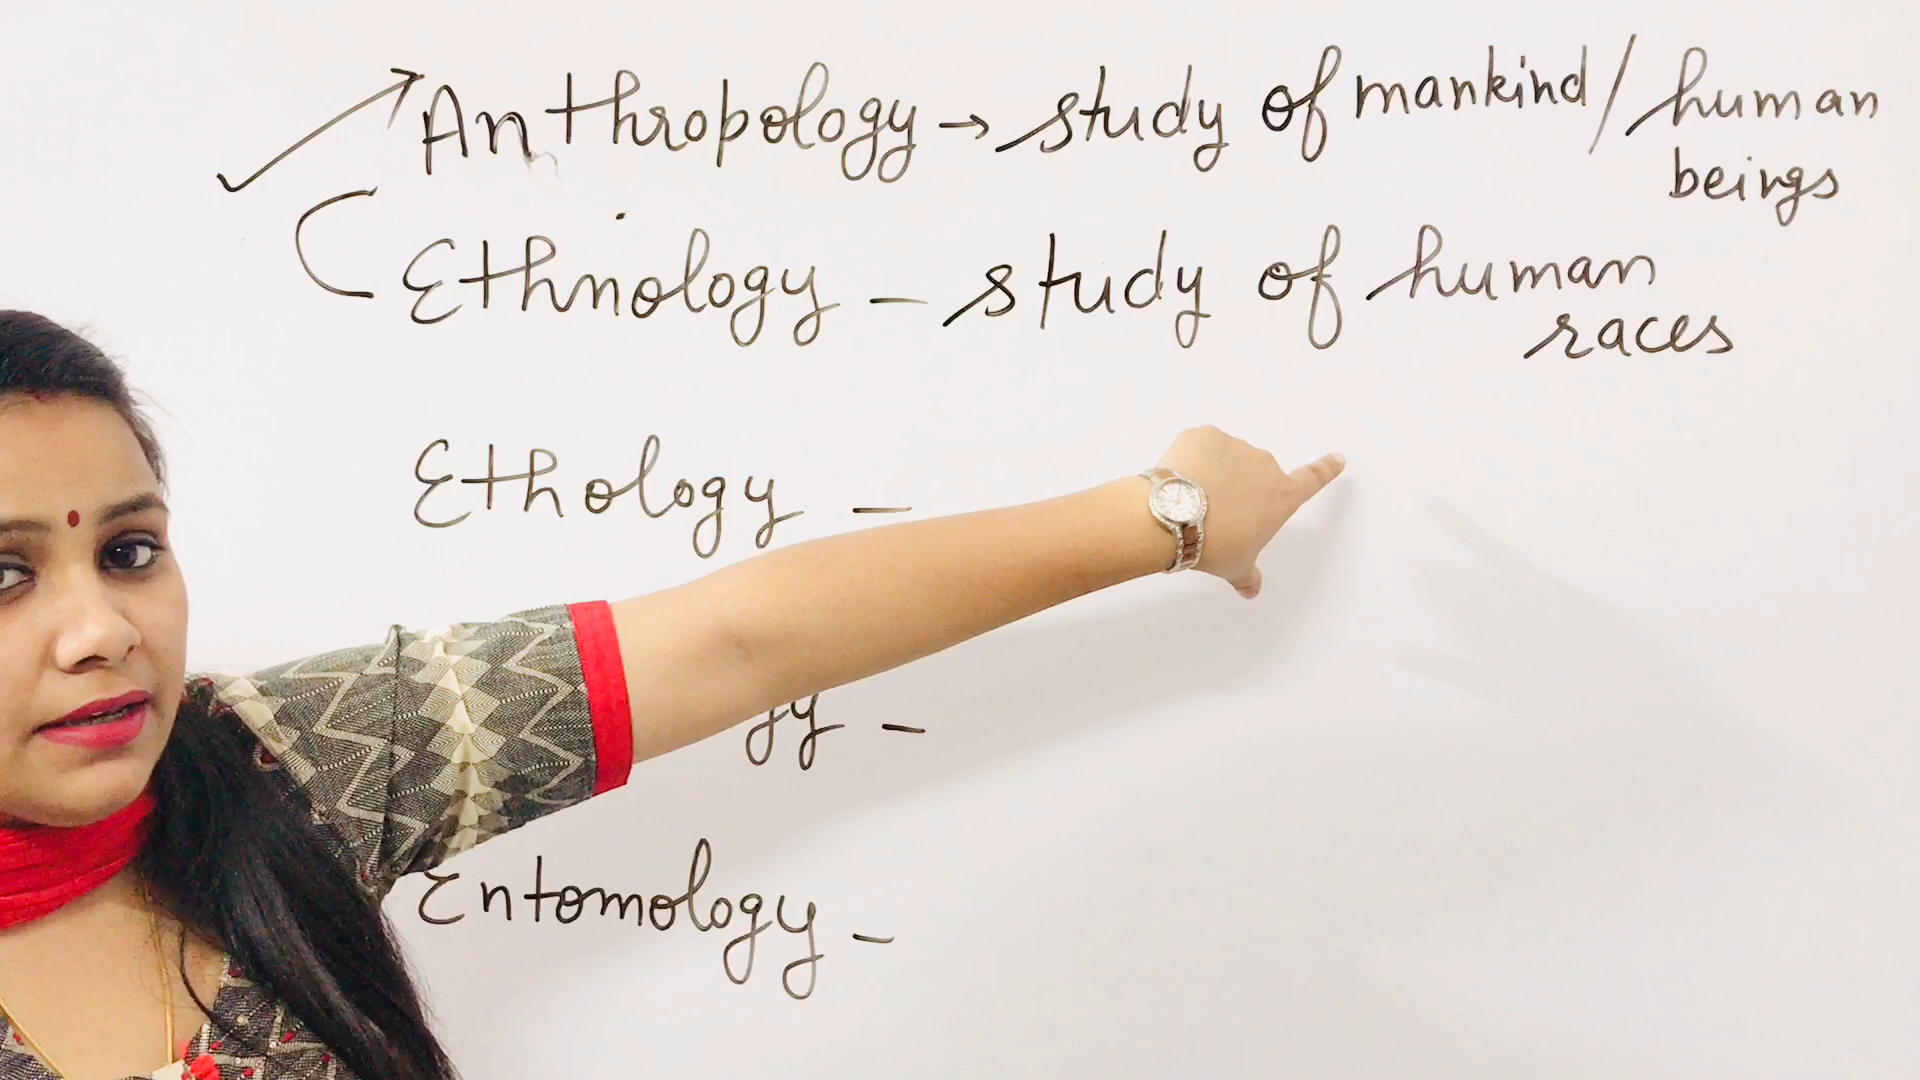 Anthropology → study of mankind / human
beings
Ethnology – study of human
races
Ethology –
gy –
Entomology –